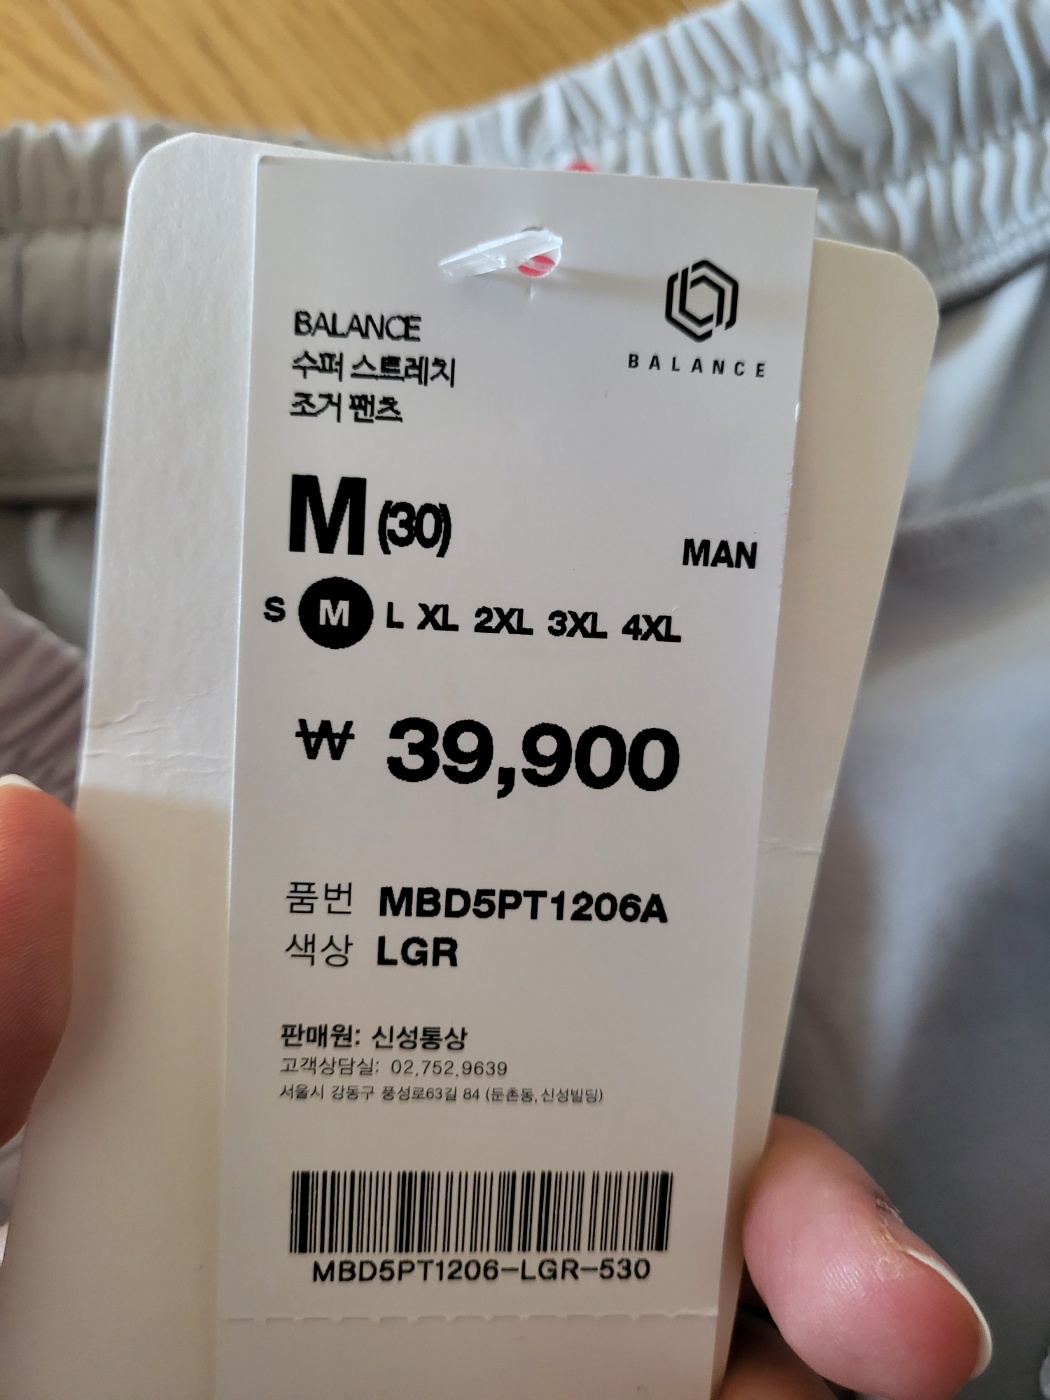 BALANCE
수퍼 스트레치
조거 팬츠
BALANCE
M (30)
MAN
S M L XL 2XL 3XL 4XL
₩ 39,900
품번 MBD5PT1206A
색상 LGR
판매원: 신성통상
고객상담실: 02.752.9639
서울시 강동구 풍성로63길 84 (둔촌동, 신성빌딩)
MBD5PT1206-LGR-530